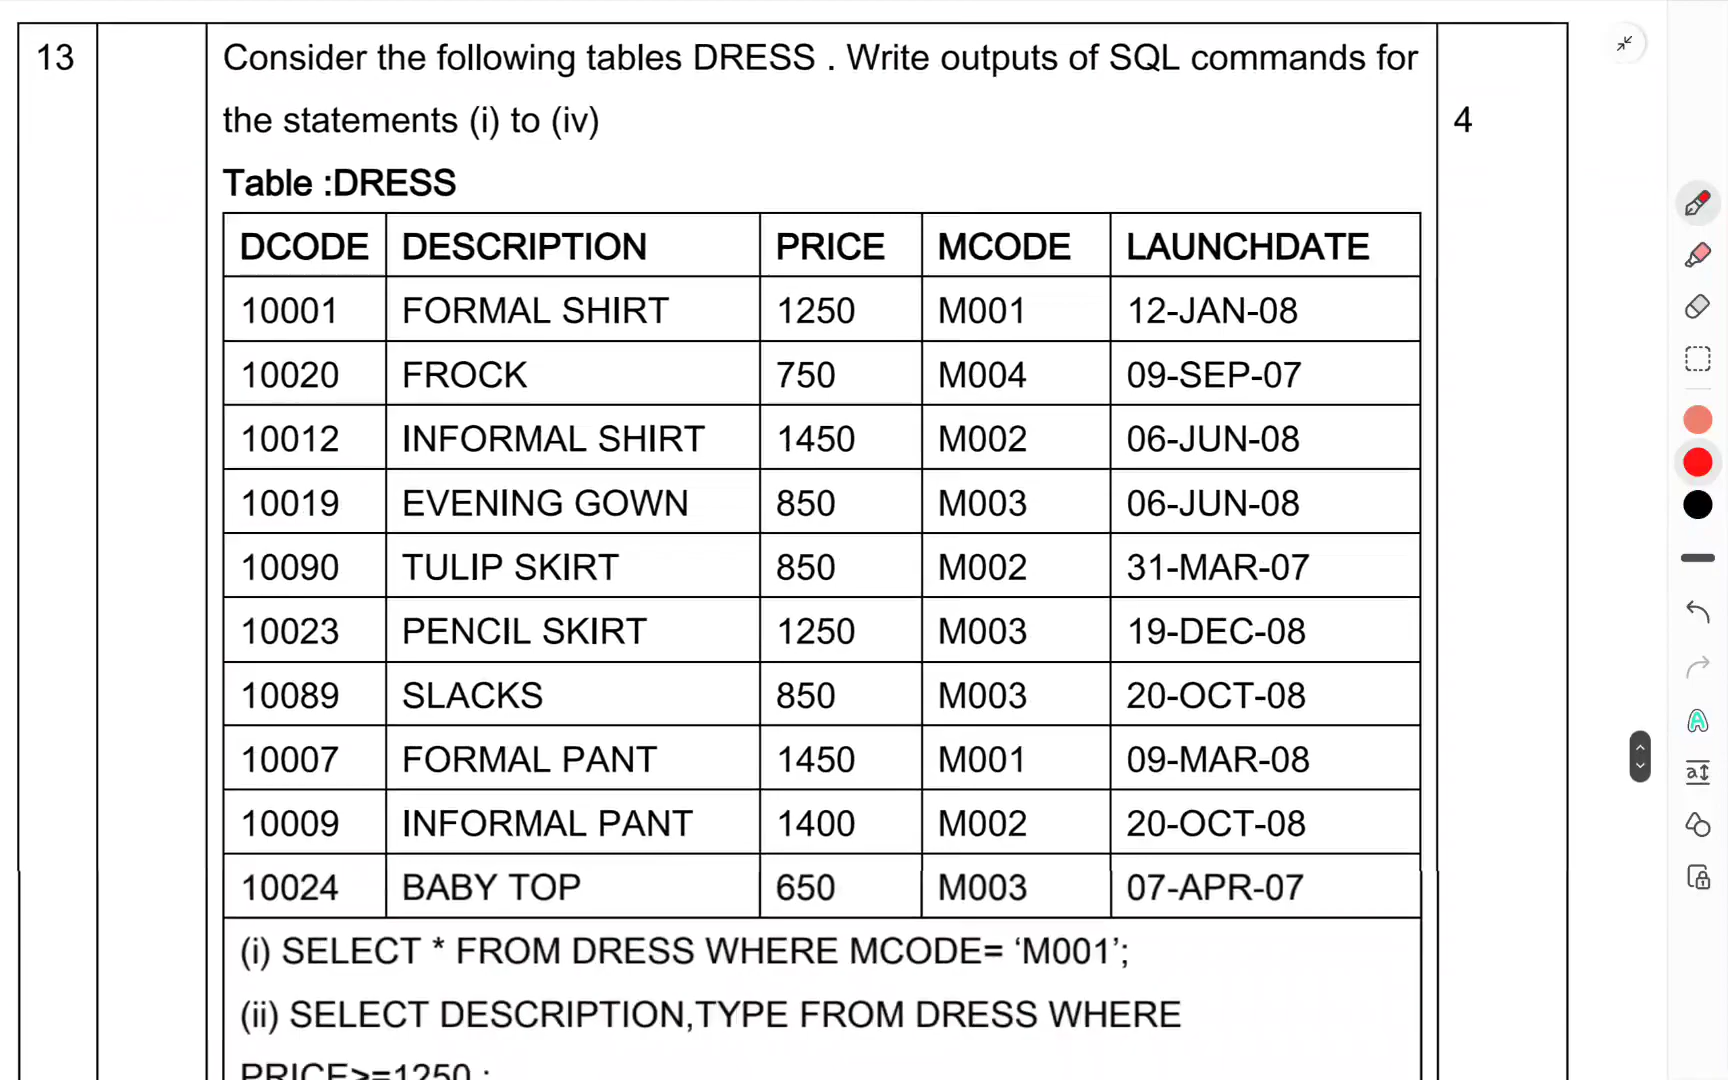 13
Consider the following tables DRESS . Write outputs of SQL commands for
the statements (i) to (iv)
4
Table :DRESS
DCODE DESCRIPTION PRICE MCODE LAUNCHDATE
10001 FORMAL SHIRT 1250 M001 12-JAN-08
10020 FROCK 750 M004 09-SEP-07
10012 INFORMAL SHIRT 1450 M002 06-JUN-08
10019 EVENING GOWN 850 M003 06-JUN-08
10090 TULIP SKIRT 850 M002 31-MAR-07
10023 PENCIL SKIRT 1250 M003 19-DEC-08
10089 SLACKS 850 M003 20-OCT-08
10007 FORMAL PANT 1450 M001 09-MAR-08
10009 INFORMAL PANT 1400 M002 20-OCT-08
10024 BABY TOP 650 M003 07-APR-07
(i) SELECT * FROM DRESS WHERE MCODE= ‘M001’;
(ii) SELECT DESCRIPTION,TYPE FROM DRESS WHERE
PRICE>=1250 ;